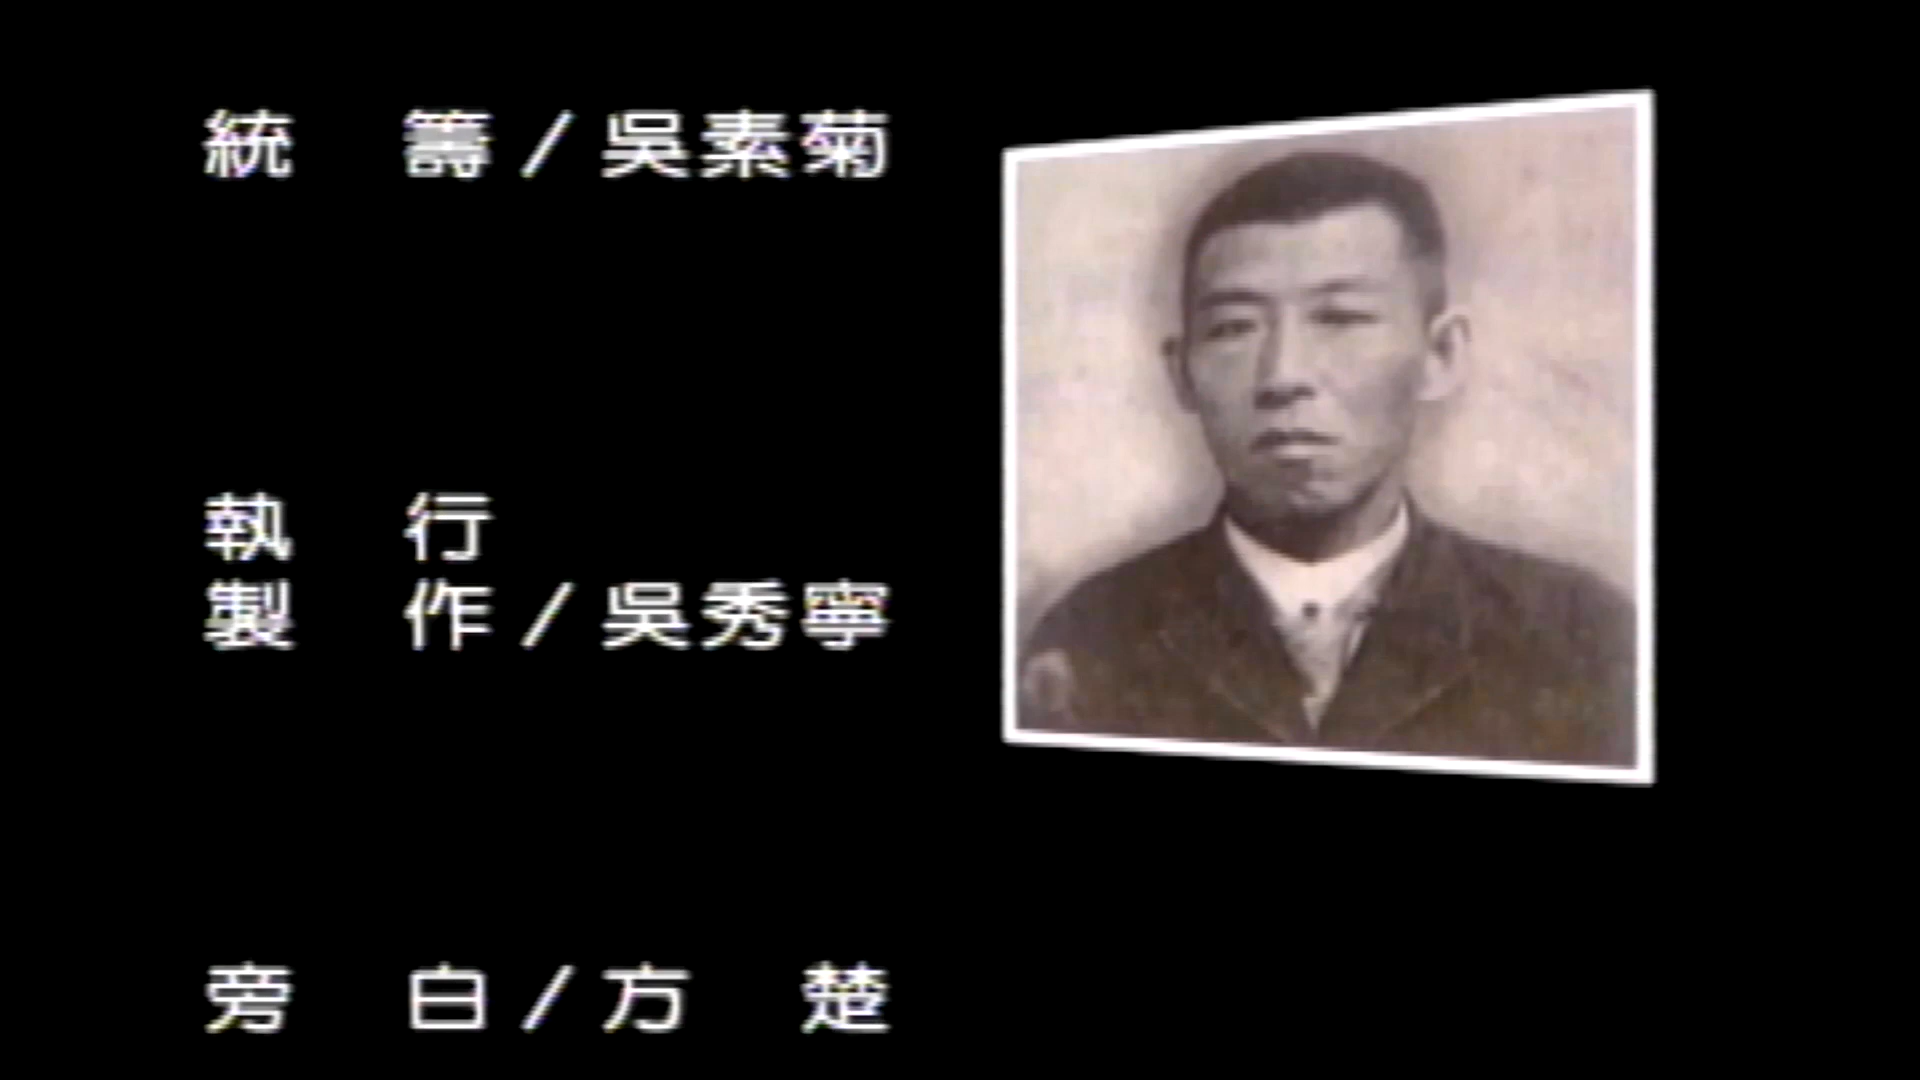 統 籌/吳素菊
執 行
製 作/吳秀寧
旁 白/方 楚